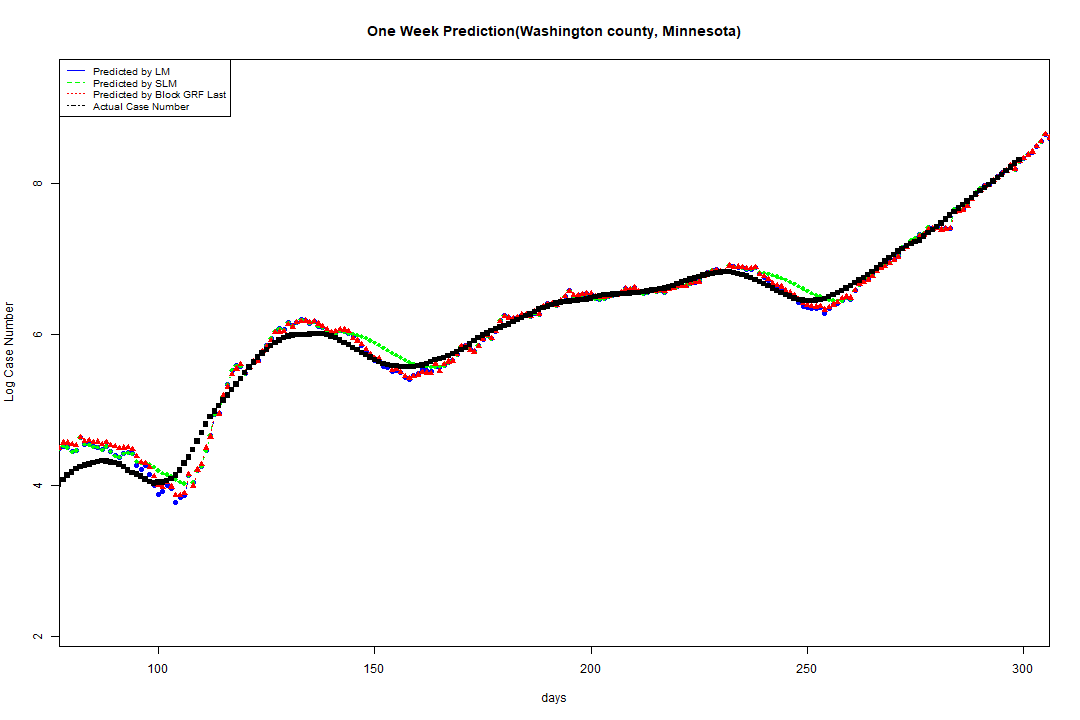 One Week Prediction(Washington county, Minnesota)
Predicted by LM
Predicted by SLM
Predicted by Block GRF Last
Actual Case Number
8
6
4
2
Log Case Number
100 150 200 250 300
days